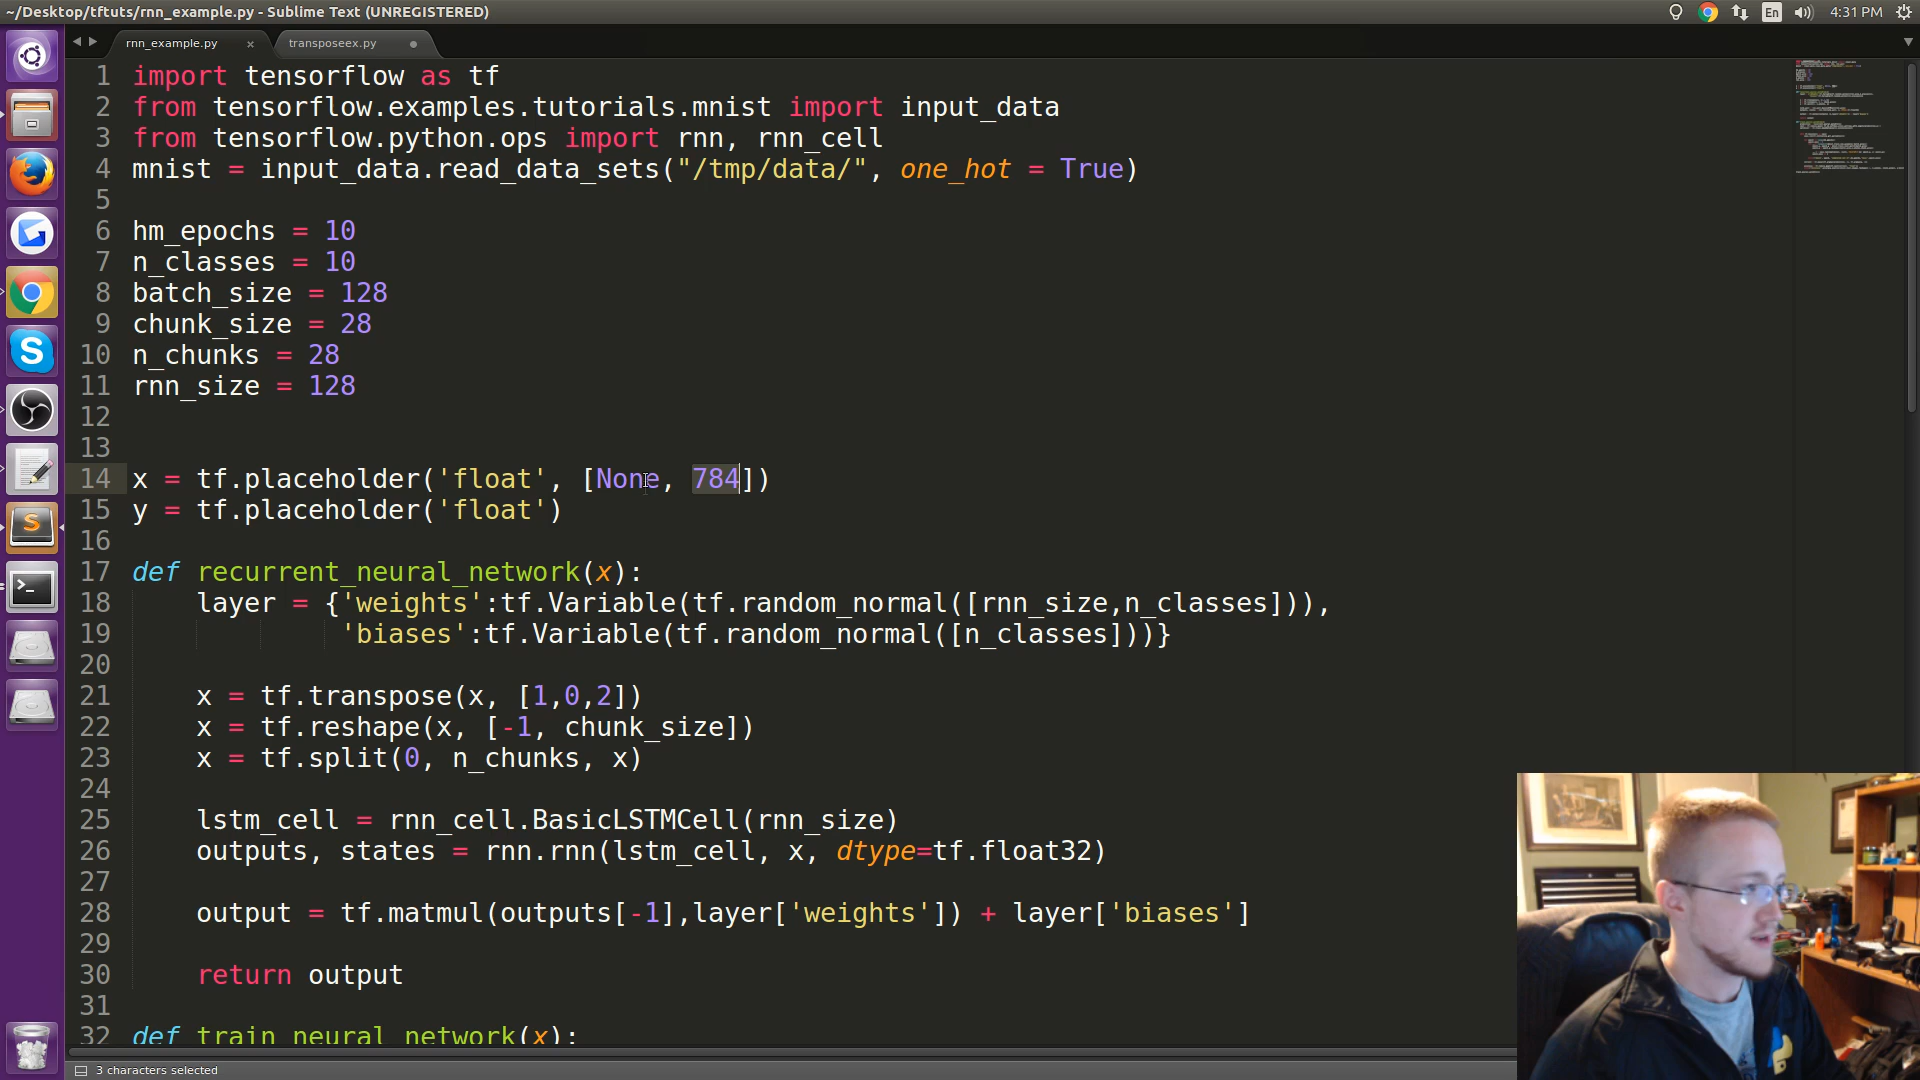 ~/Desktop/tftuts/rnn_example.py - Sublime Text (UNREGISTERED)
En
4:31 PM
rnn_example.py
transposeex.py
1 import tensorflow as tf
2 from tensorflow.examples.tutorials.mnist import input_data
3 from tensorflow.python.ops import rnn, rnn_cell
4 mnist = input_data.read_data_sets("/tmp/data/", one_hot = True)
5
6 hm_epochs = 10
7 n_classes = 10
8 batch_size = 128
9 chunk_size = 28
10 n_chunks = 28
11 rnn_size = 128
12
13
14 x = tf.placeholder('float', [None, 784])
15 y = tf.placeholder('float')
16
17 def recurrent_neural_network(x):
18 layer = {'weights':tf.Variable(tf.random_normal([rnn_size,n_classes])),
19 'biases':tf.Variable(tf.random_normal([n_classes]))}
20
21 x = tf.transpose(x, [1,0,2])
22 x = tf.reshape(x, [-1, chunk_size])
23 x = tf.split(0, n_chunks, x)
24
25 lstm_cell = rnn_cell.BasicLSTMCell(rnn_size)
26 outputs, states = rnn.rnn(lstm_cell, x, dtype=tf.float32)
27
28 output = tf.matmul(outputs[-1],layer['weights']) + layer['biases']
29
30 return output
31
32 def train_neural_network(x):
3 characters selected